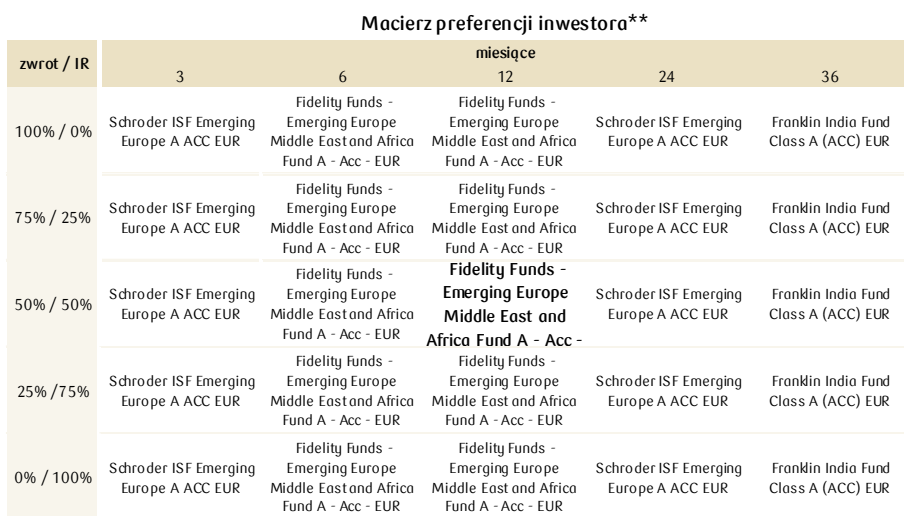 Macierz preferencji inwestora**
zwrot / IR
miesiące
3 6 12 24 36
100% / 0%
Schroder ISF Emerging
Europe A ACC EUR
Fidelity Funds -
Emerging Europe
Middle East and Africa
Fund A - Acc - EUR
Fidelity Funds -
Emerging Europe
Middle East and Africa
Fund A - Acc - EUR
Schroder ISF Emerging
Europe A ACC EUR
Franklin India Fund
Class A (ACC) EUR
75% / 25%
Schroder ISF Emerging
Europe A ACC EUR
Fidelity Funds -
Emerging Europe
Middle East and Africa
Fund A - Acc - EUR
Fidelity Funds -
Emerging Europe
Middle East and Africa
Fund A - Acc - EUR
Schroder ISF Emerging
Europe A ACC EUR
Franklin India Fund
Class A (ACC) EUR
50% / 50%
Schroder ISF Emerging
Europe A ACC EUR
Fidelity Funds -
Emerging Europe
Middle East and Africa
Fund A - Acc - EUR
Fidelity Funds -
Emerging Europe
Middle East and
Africa Fund A - Acc -
Schroder ISF Emerging
Europe A ACC EUR
Franklin India Fund
Class A (ACC) EUR
25% /75%
Schroder ISF Emerging
Europe A ACC EUR
Fidelity Funds -
Emerging Europe
Middle East and Africa
Fund A - Acc - EUR
Fidelity Funds -
Emerging Europe
Middle East and Africa
Fund A - Acc - EUR
Schroder ISF Emerging
Europe A ACC EUR
Franklin India Fund
Class A (ACC) EUR
0% / 100%
Schroder ISF Emerging
Europe A ACC EUR
Fidelity Funds -
Emerging Europe
Middle East and Africa
Fund A - Acc - EUR
Fidelity Funds -
Emerging Europe
Middle East and Africa
Fund A - Acc - EUR
Schroder ISF Emerging
Europe A ACC EUR
Franklin India Fund
Class A (ACC) EUR